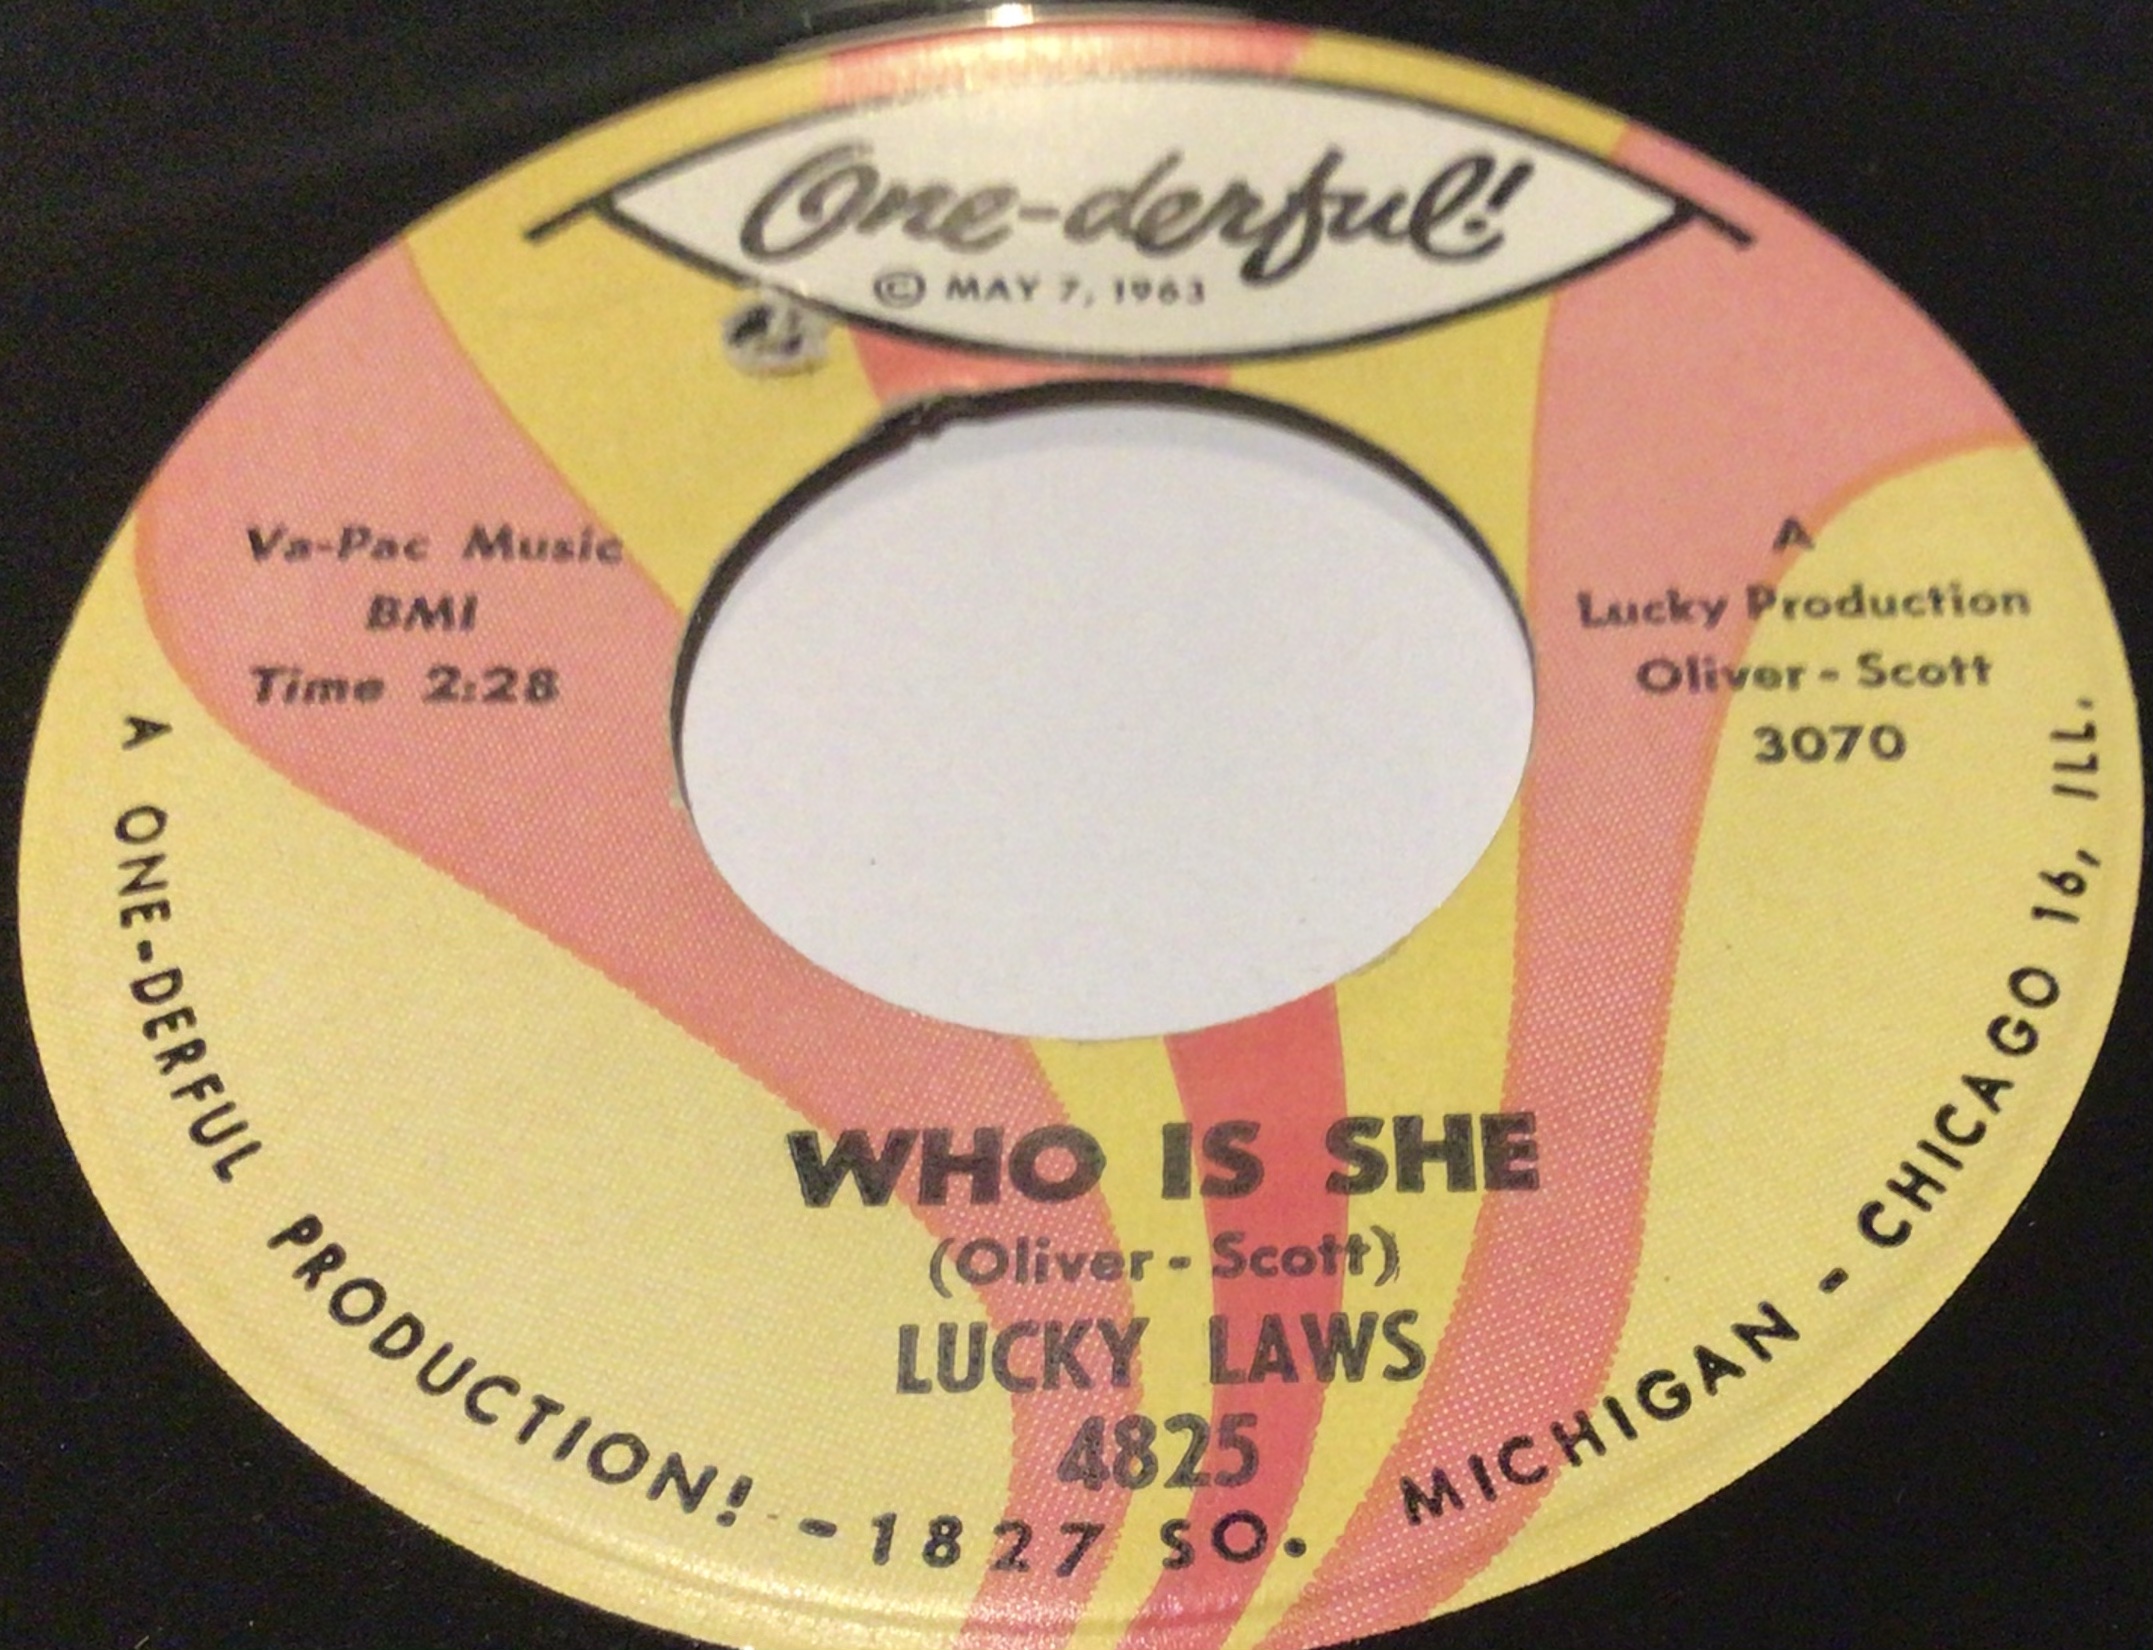 One-derful!
© MAY 7, 1963
Va-Pac Music
BMI
Time 2:28
A
Lucky Production
Oliver - Scott
3070
WHO IS SHE
(Oliver - Scott)
LUCKY LAWS
4825
A ONE-DERFUL PRODUCTION! - 1827 SO. MICHIGAN - CHICAGO 16, ILL.